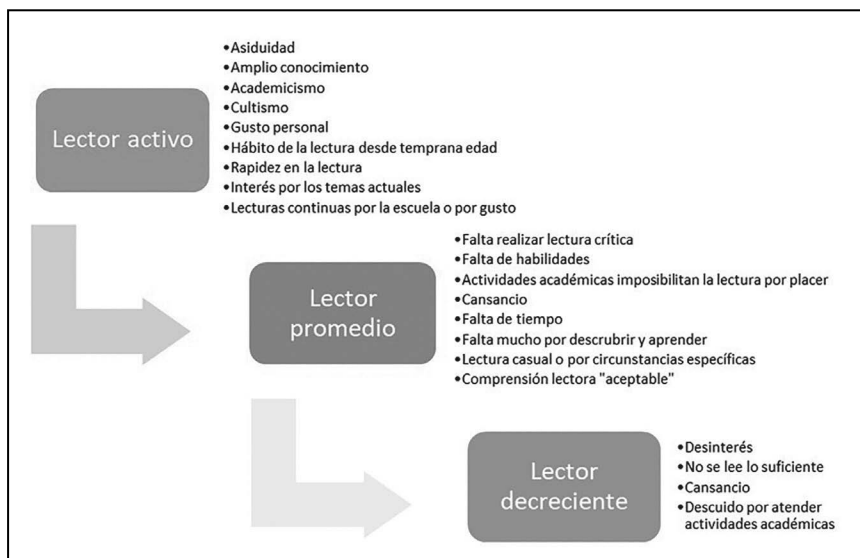 Lector activo
•Asiduidad
•Amplio conocimiento
•Academicismo
•Cultismo
•Gusto personal
•Hábito de la lectura desde temprana edad
•Rapidez en la lectura
•Interés por los temas actuales
•Lecturas continuas por la escuela o por gusto
Lector
promedio
•Falta realizar lectura crítica
•Falta de habilidades
•Actividades académicas imposibilitan la lectura por placer
•Cansancio
•Falta de tiempo
•Falta mucho por descrubrir y aprender
•Lectura casual o por circunstancias específicas
•Comprensión lectora "aceptable"
Lector
decreciente
•Desinterés
•No se lee lo suficiente
•Cansancio
•Descuido por atender
actividades académicas